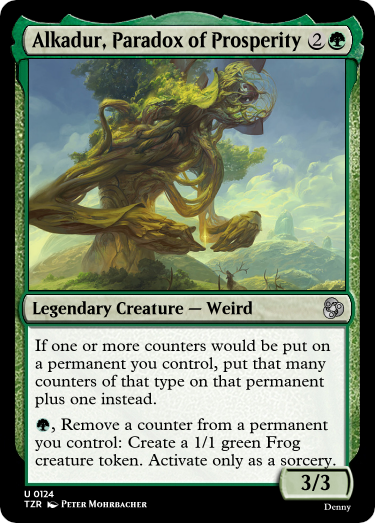 Alkadur, Paradox of Prosperity 2
Legendary Creature — Weird
If one or more counters would be put on
a permanent you control, put that many
counters of that type on that permanent
plus one instead.
, Remove a counter from a permanent
you control: Create a 1/1 green Frog
creature token. Activate only as a sorcery.
3/3
U 0124
TZR Peter Mohrbacher
Denny